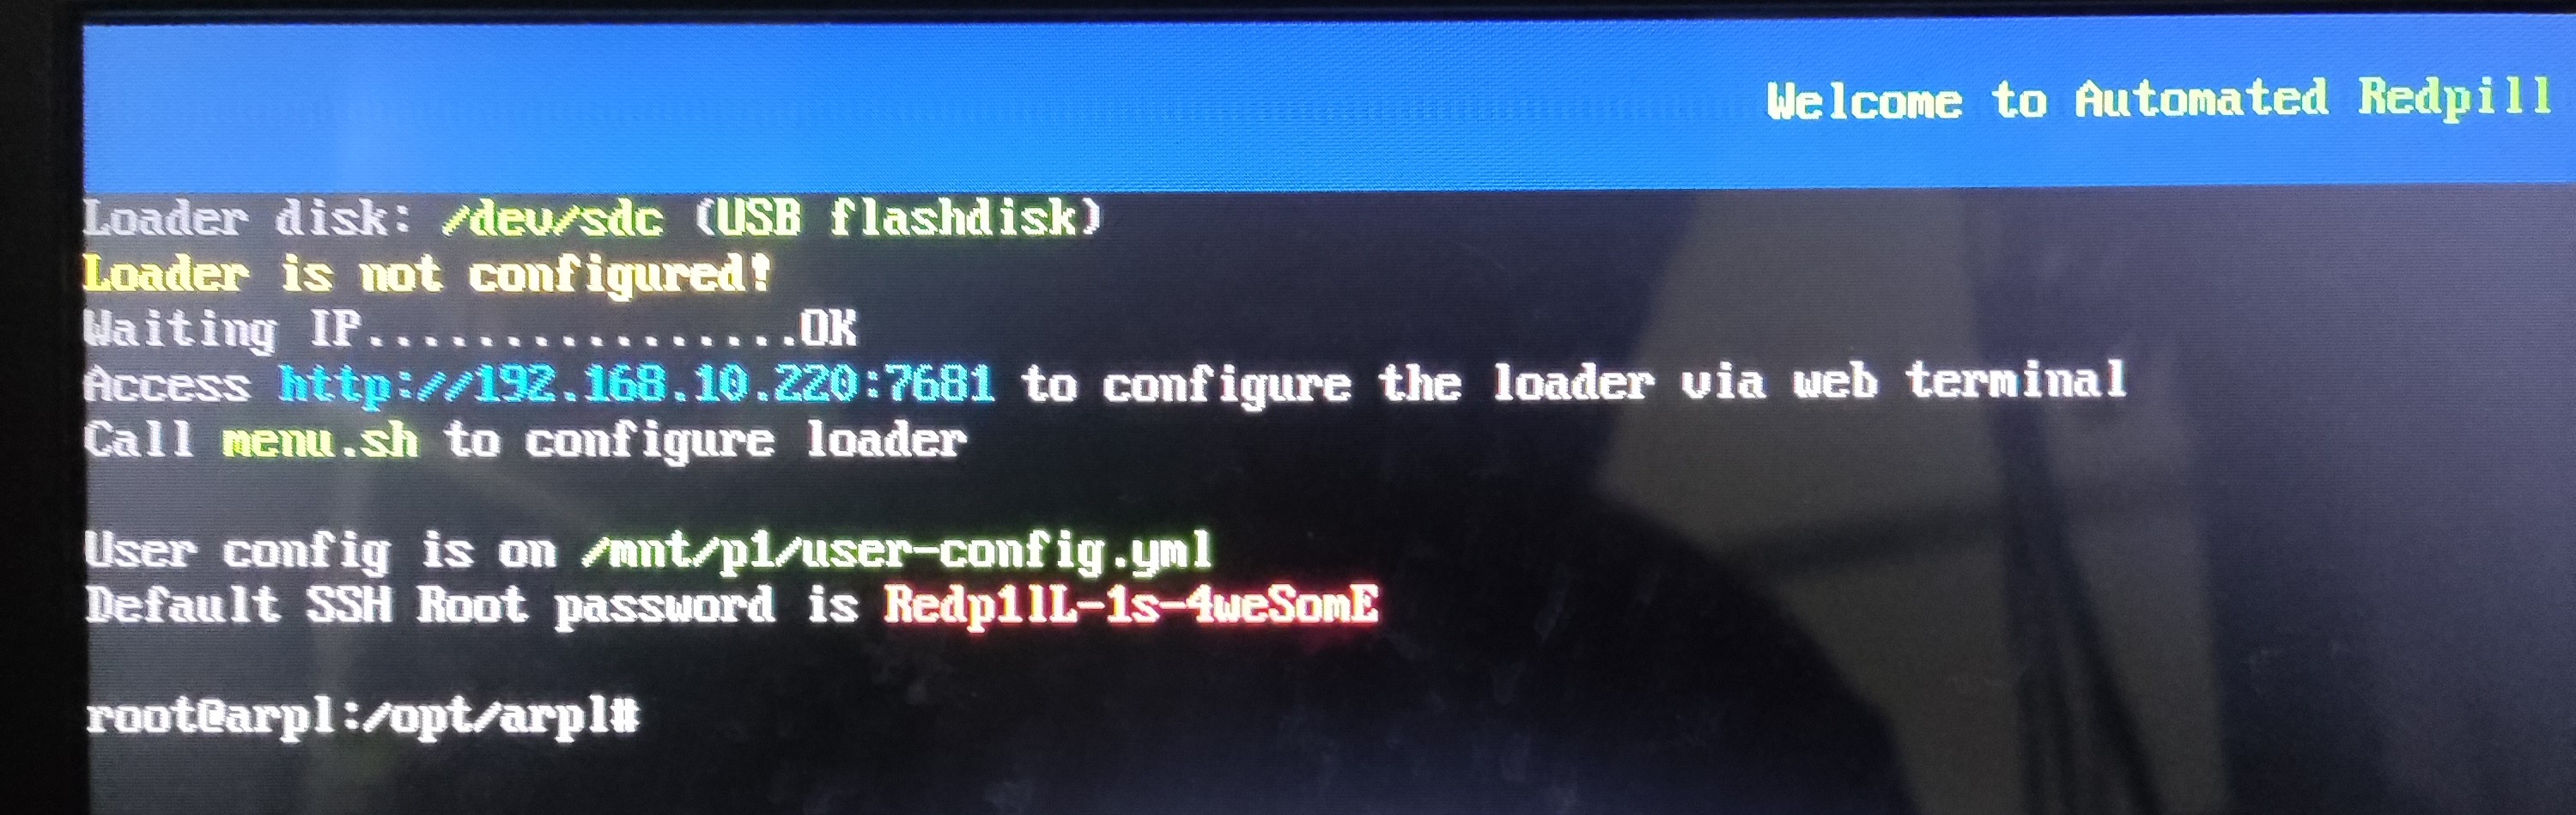 Welcome to Automated Redpill
Loader disk: /dev/sdc (USB flashdisk)
Loader is not configured!
Waiting IP................OK
Access http://192.168.10.220:7681 to configure the loader via web terminal
Call menu.sh to configure loader
User config is on /mnt/p1/user-config.yml
Default SSH Root password is Redp1lL-1s-4weSomE
root@arpl:/opt/arpl#